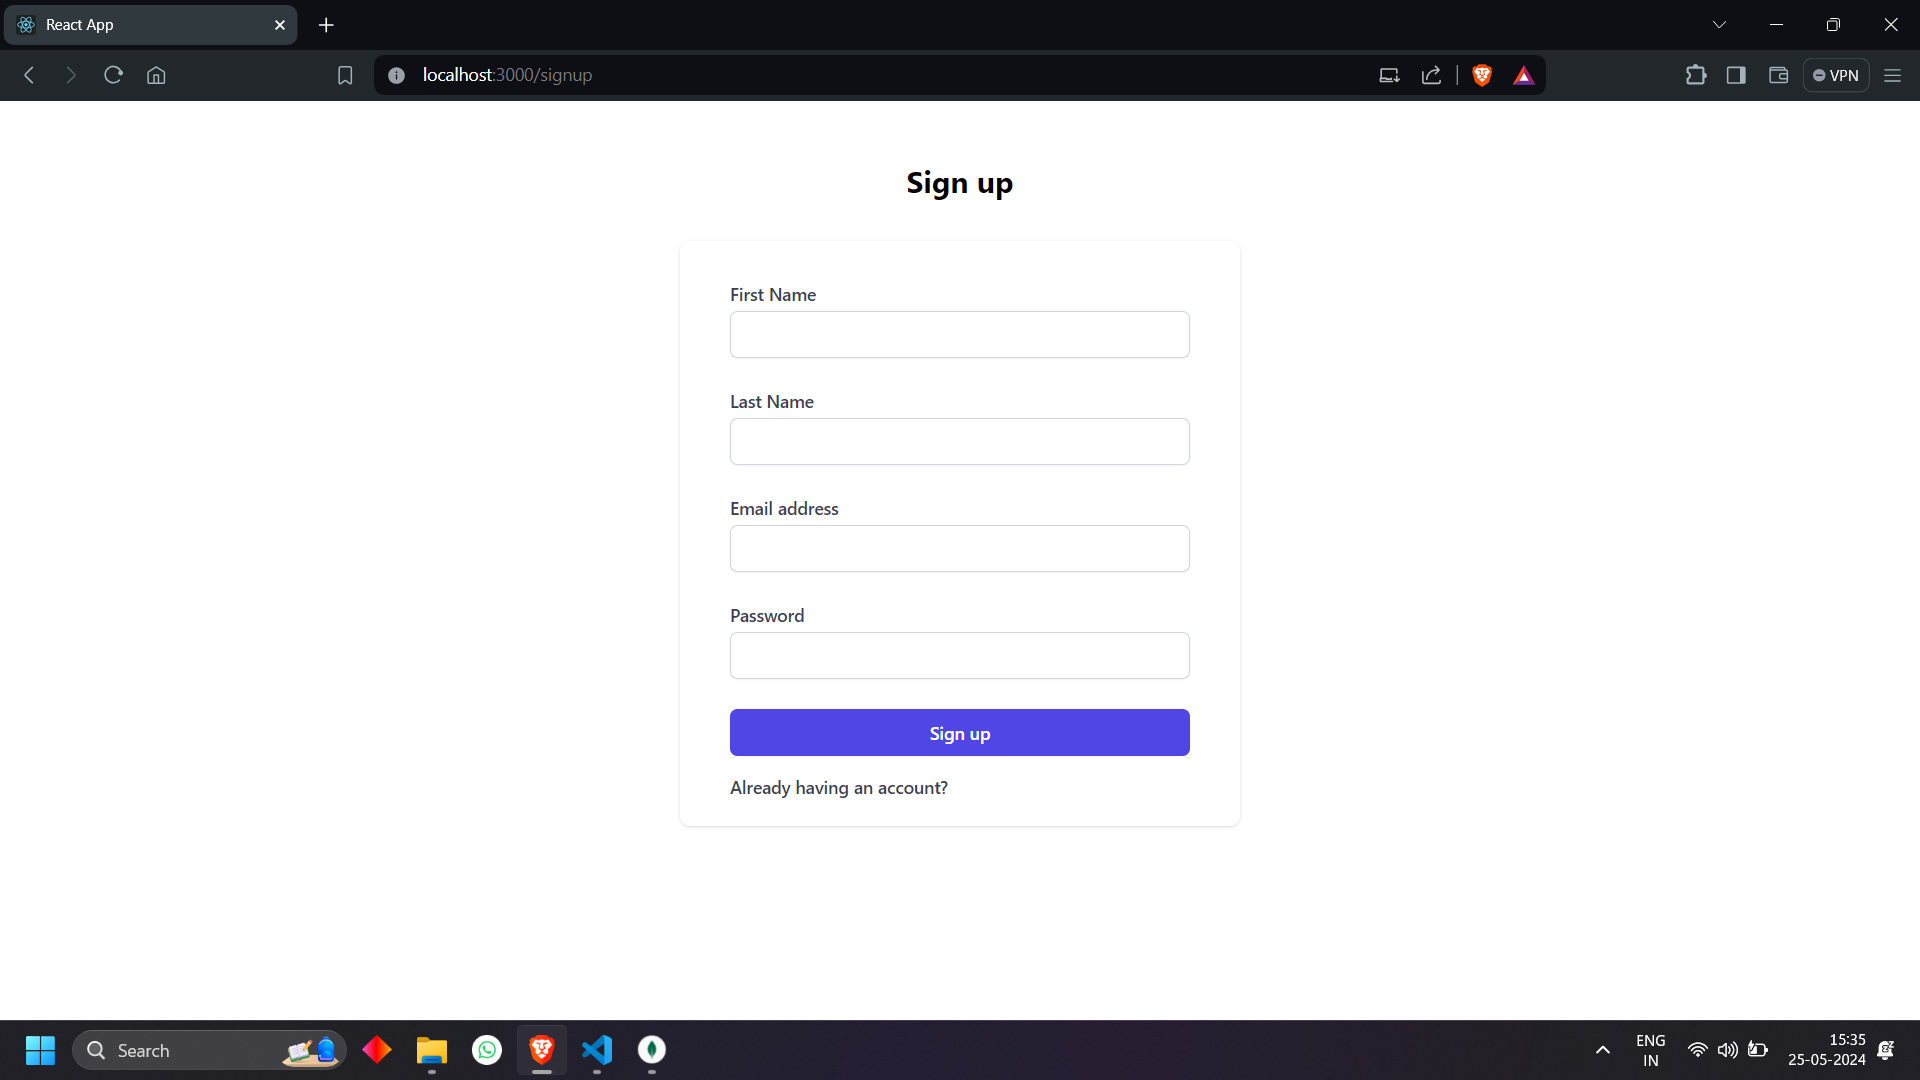 React App
localhost:3000/signup
VPN
Sign up
First Name
Last Name
Email address
Password
Sign up
Already having an account?
Search
ENG
IN
15:35
25-05-2024